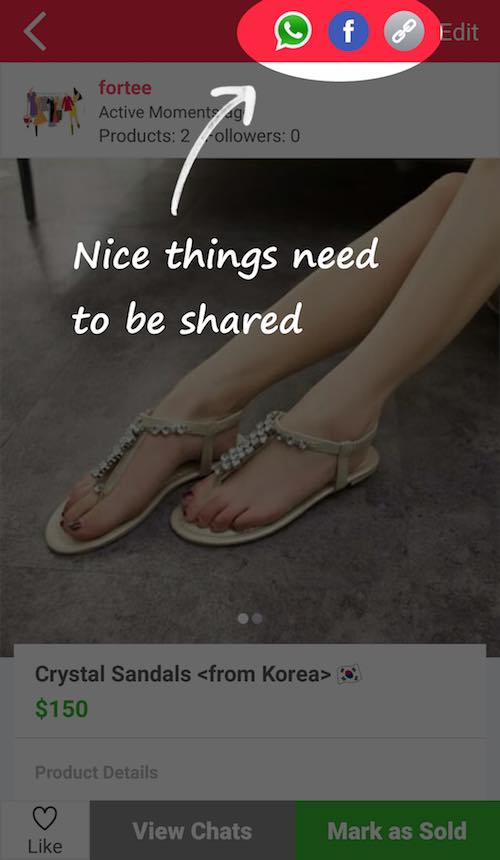 Edit
fortee
Active Moments ag
Products: 2 Followers: 0
Nice things need
to be shared
Crystal Sandals <from Korea> 🇰🇷
$150
Product Details
Like
View Chats
Mark as Sold